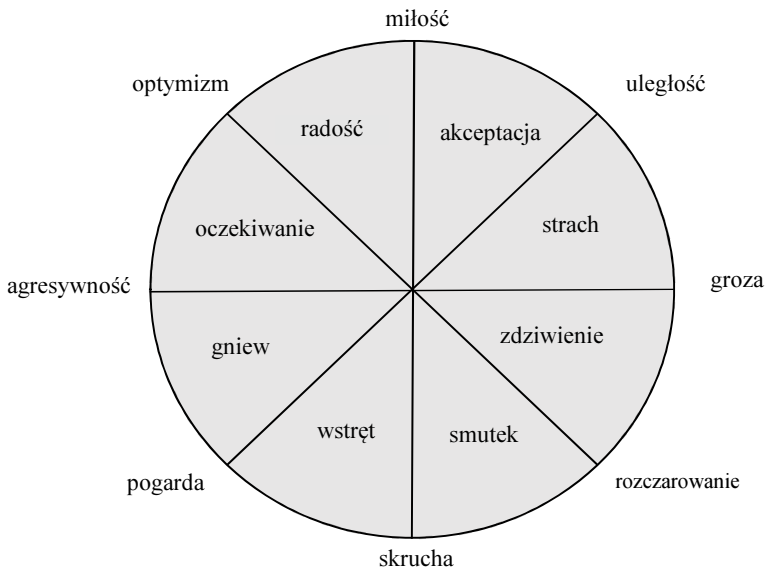 miłość
optymizm
uległość
radość
akceptacja
oczekiwanie
strach
agresywność
groza
gniew
zdziwienie
wstręt
smutek
pogarda
rozczarowanie
skrucha